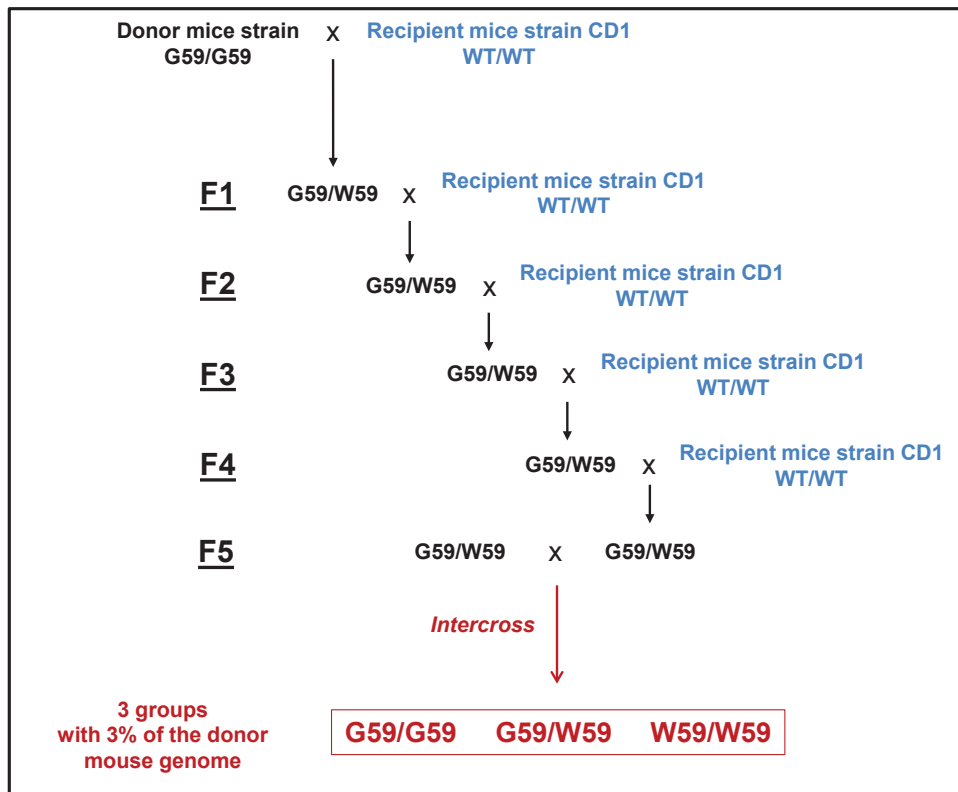 Donor mice strain x Recipient mice strain CD1
G59/G59 WT/WT
F1 G59/W59 x Recipient mice strain CD1
WT/WT
F2 G59/W59 x Recipient mice strain CD1
WT/WT
F3 G59/W59 x Recipient mice strain CD1
WT/WT
F4 G59/W59 x Recipient mice strain CD1
WT/WT
F5 G59/W59 x G59/W59
Intercross
3 groups
with 3% of the donor
mouse genome
G59/G59 G59/W59 W59/W59